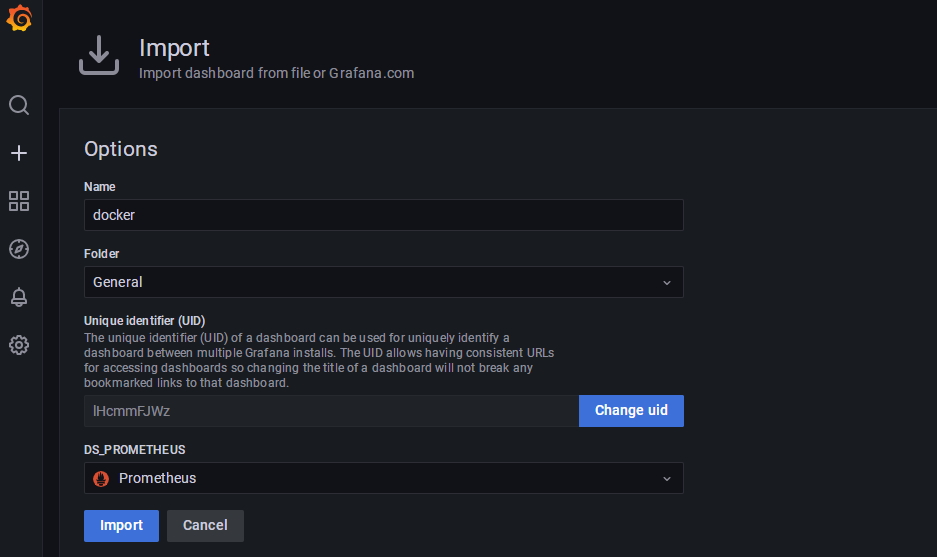 Import
Import dashboard from file or Grafana.com
Options
Name
docker
Folder
General
Unique identifier (UID)
The unique identifier (UID) of a dashboard can be used for uniquely identify a
dashboard between multiple Grafana installs. The UID allows having consistent URLs
for accessing dashboards so changing the title of a dashboard will not break any
bookmarked links to that dashboard.
lHcmmFJWz
Change uid
DS_PROMETHEUS
Prometheus
Import
Cancel